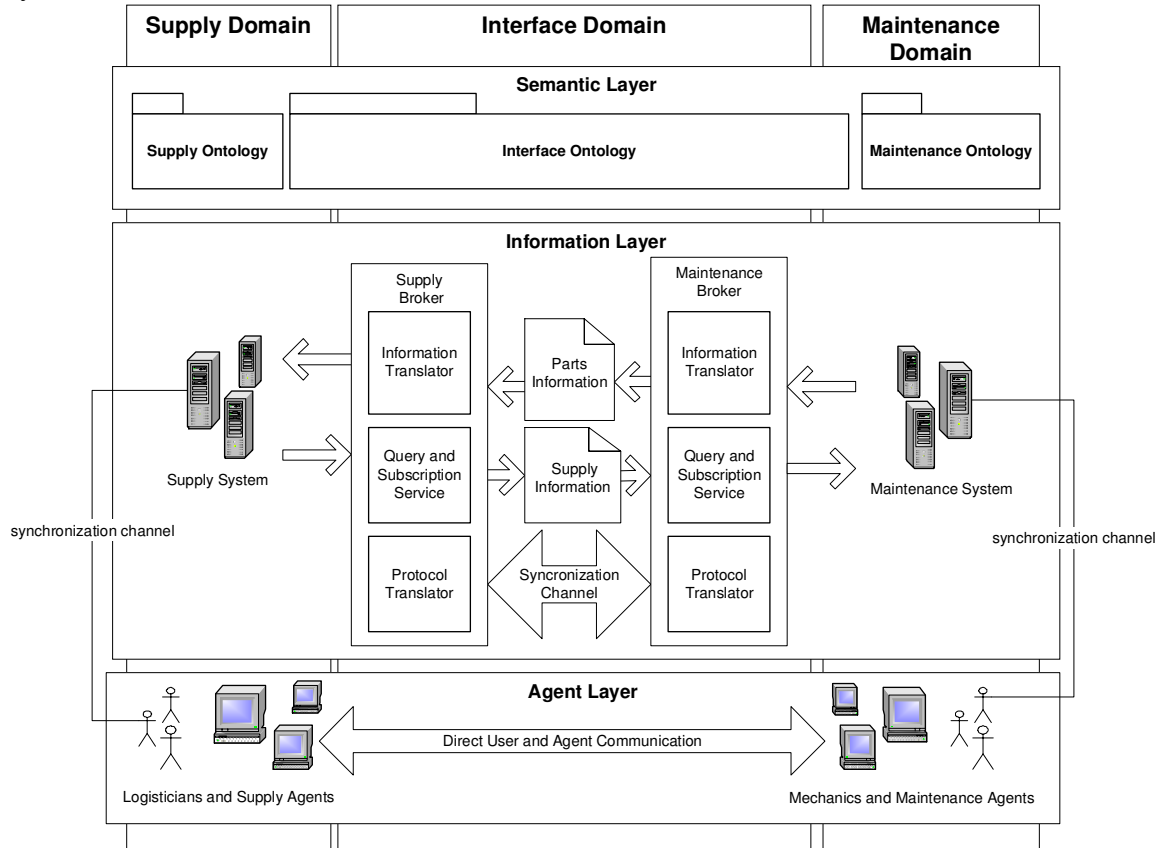 Supply Domain
Interface Domain
Maintenance
Domain
Semantic Layer
Supply Ontology
Interface Ontology
Maintenance Ontology
Information Layer
Supply
Broker
Maintenance
Broker
Information
Translator
Parts
Information
Information
Translator
Supply System
Query and
Subscription
Service
Supply
Information
Query and
Subscription
Service
Maintenance System
synchronization channel
synchronization channel
Protocol
Translator
Syncronization
Channel
Protocol
Translator
Agent Layer
Direct User and Agent Communication
Logisticians and Supply Agents
Mechanics and Maintenance Agents